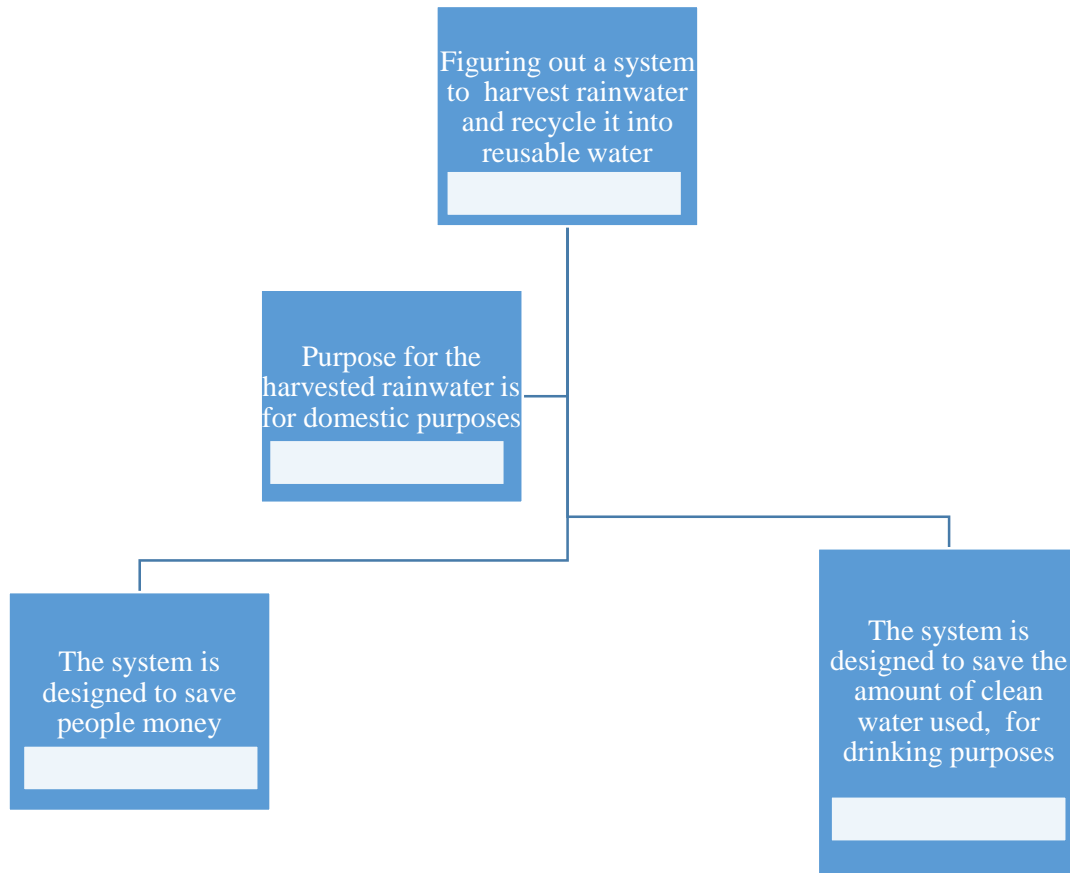 Figuring out a system
to harvest rainwater
and recycle it into
reusable water
Purpose for the
harvested rainwater is
for domestic purposes
The system is
designed to save
people money
The system is
designed to save the
amount of clean
water used, for
drinking purposes